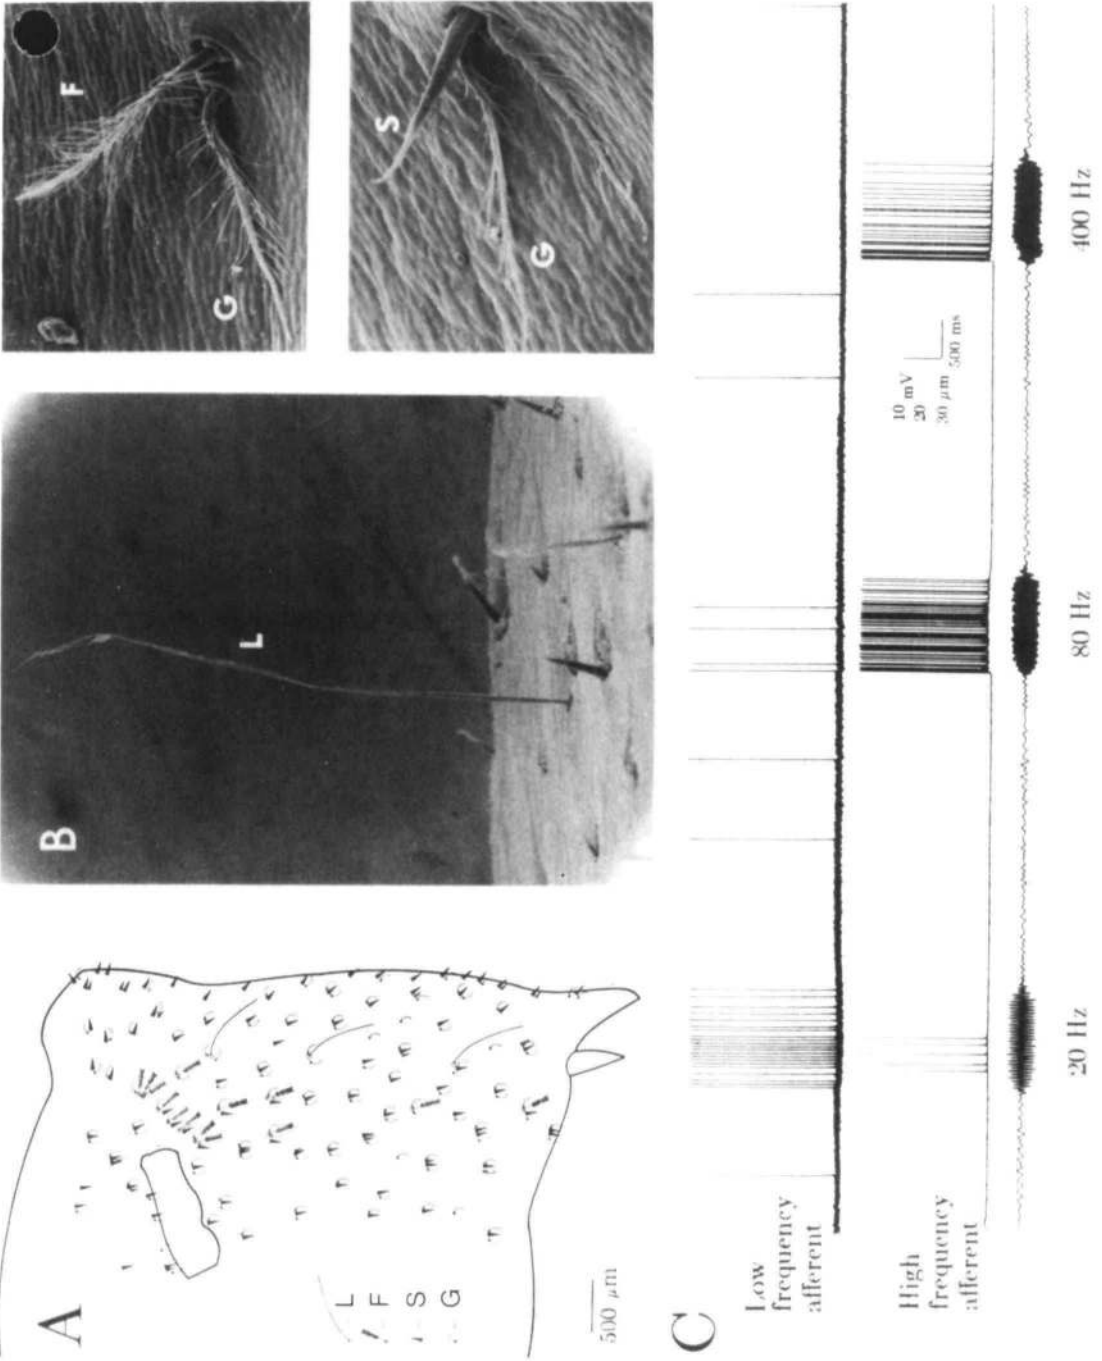 A
L
F
S
G
500 μm
B
L
F
G
S
G
C
Low
frequency
afferent
High
frequency
afferent
10 mV
20
30 μm
500 ms
20 Hz
80 Hz
400 Hz